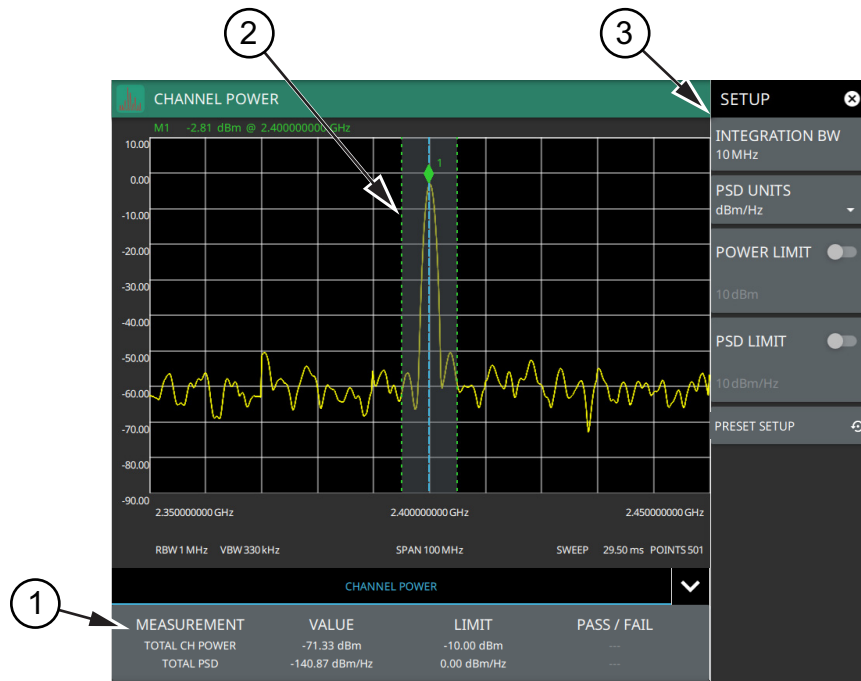 2
3
CHANNEL POWER
SETUP
M1 -2.81 dBm @ 2.400000000 GHz
INTEGRATION BW
10 MHz
PSD UNITS
dBm/Hz
POWER LIMIT
10 dBm
PSD LIMIT
10 dBm/Hz
PRESET SETUP
10.00
0.00
-10.00
-20.00
-30.00
-40.00
-50.00
-60.00
-70.00
-80.00
-90.00
1
2.350000000 GHz 2.400000000 GHz 2.450000000 GHz
RBW 1 MHz VBW 330 kHz SPAN 100 MHz SWEEP 29.50 ms POINTS 501
CHANNEL POWER
1
MEASUREMENT VALUE LIMIT PASS / FAIL
TOTAL CH POWER -71.33 dBm -10.00 dBm ---
TOTAL PSD -140.87 dBm/Hz 0.00 dBm/Hz ---